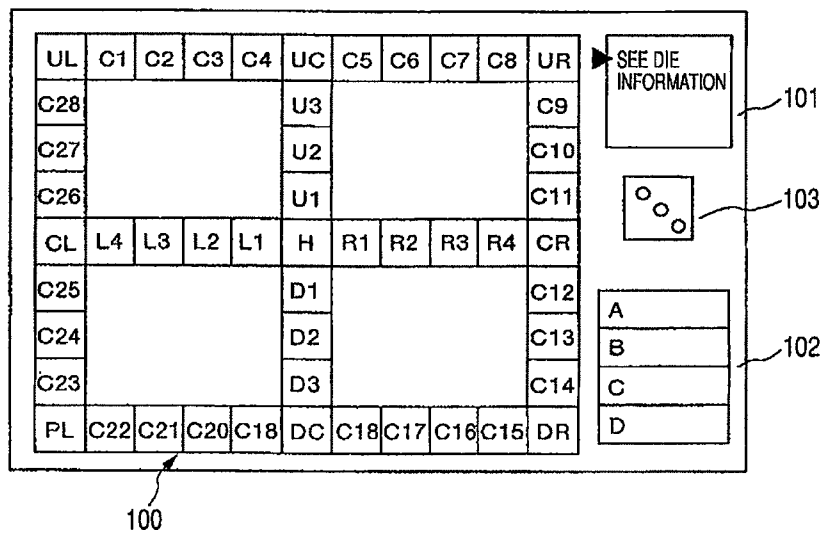 UL C1 C2 C3 C4 UC C5 C6 C7 C8 UR
SEE DIE
INFORMATION
C28 U3 C9
101
C27 U2 C10
C26 U1 C11
103
CL L4 L3 L2 L1 H R1 R2 R3 R4 CR
C25 D1 C12
A
C24 D2 C13
B
102
C23 D3 C14
C
PL C22 C21 C20 C18 DC C18 C17 C16 C15 DR
D
100